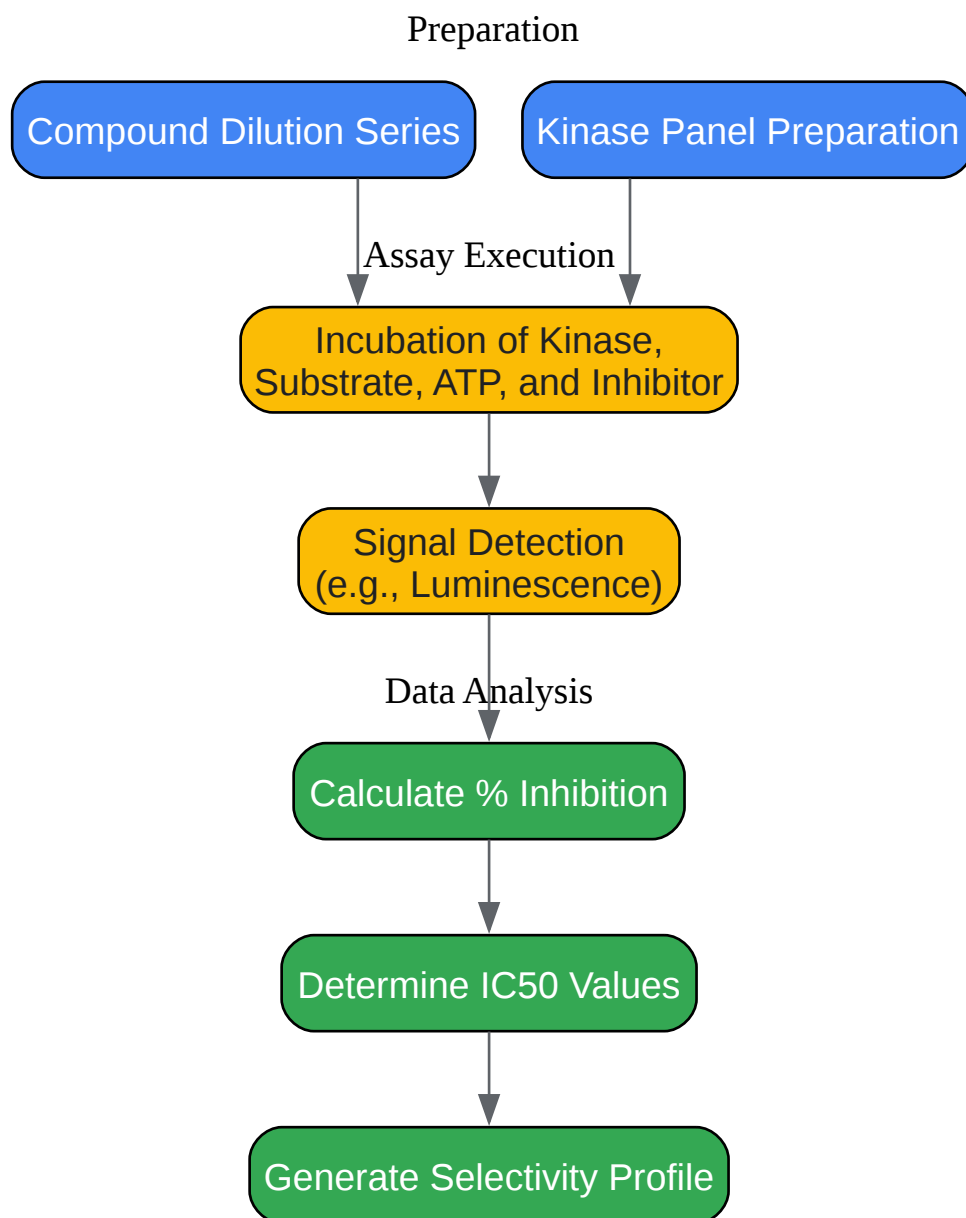 Preparation
Compound Dilution Series
Kinase Panel Preparation
Assay Execution
Incubation of Kinase,
Substrate, ATP, and Inhibitor
Signal Detection
(e.g., Luminescence)
Data Analysis
Calculate % Inhibition
Determine IC50 Values
Generate Selectivity Profile